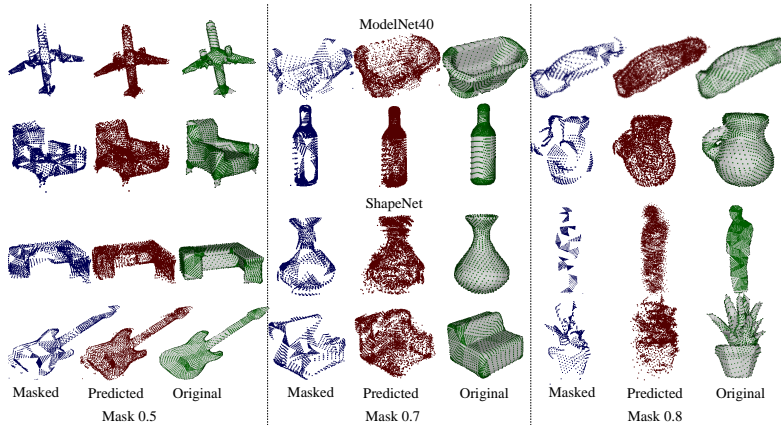 ModelNet40
ShapeNet
Masked Predicted Original Masked Predicted Original Masked Predicted Original
Mask 0.5 Mask 0.7 Mask 0.8